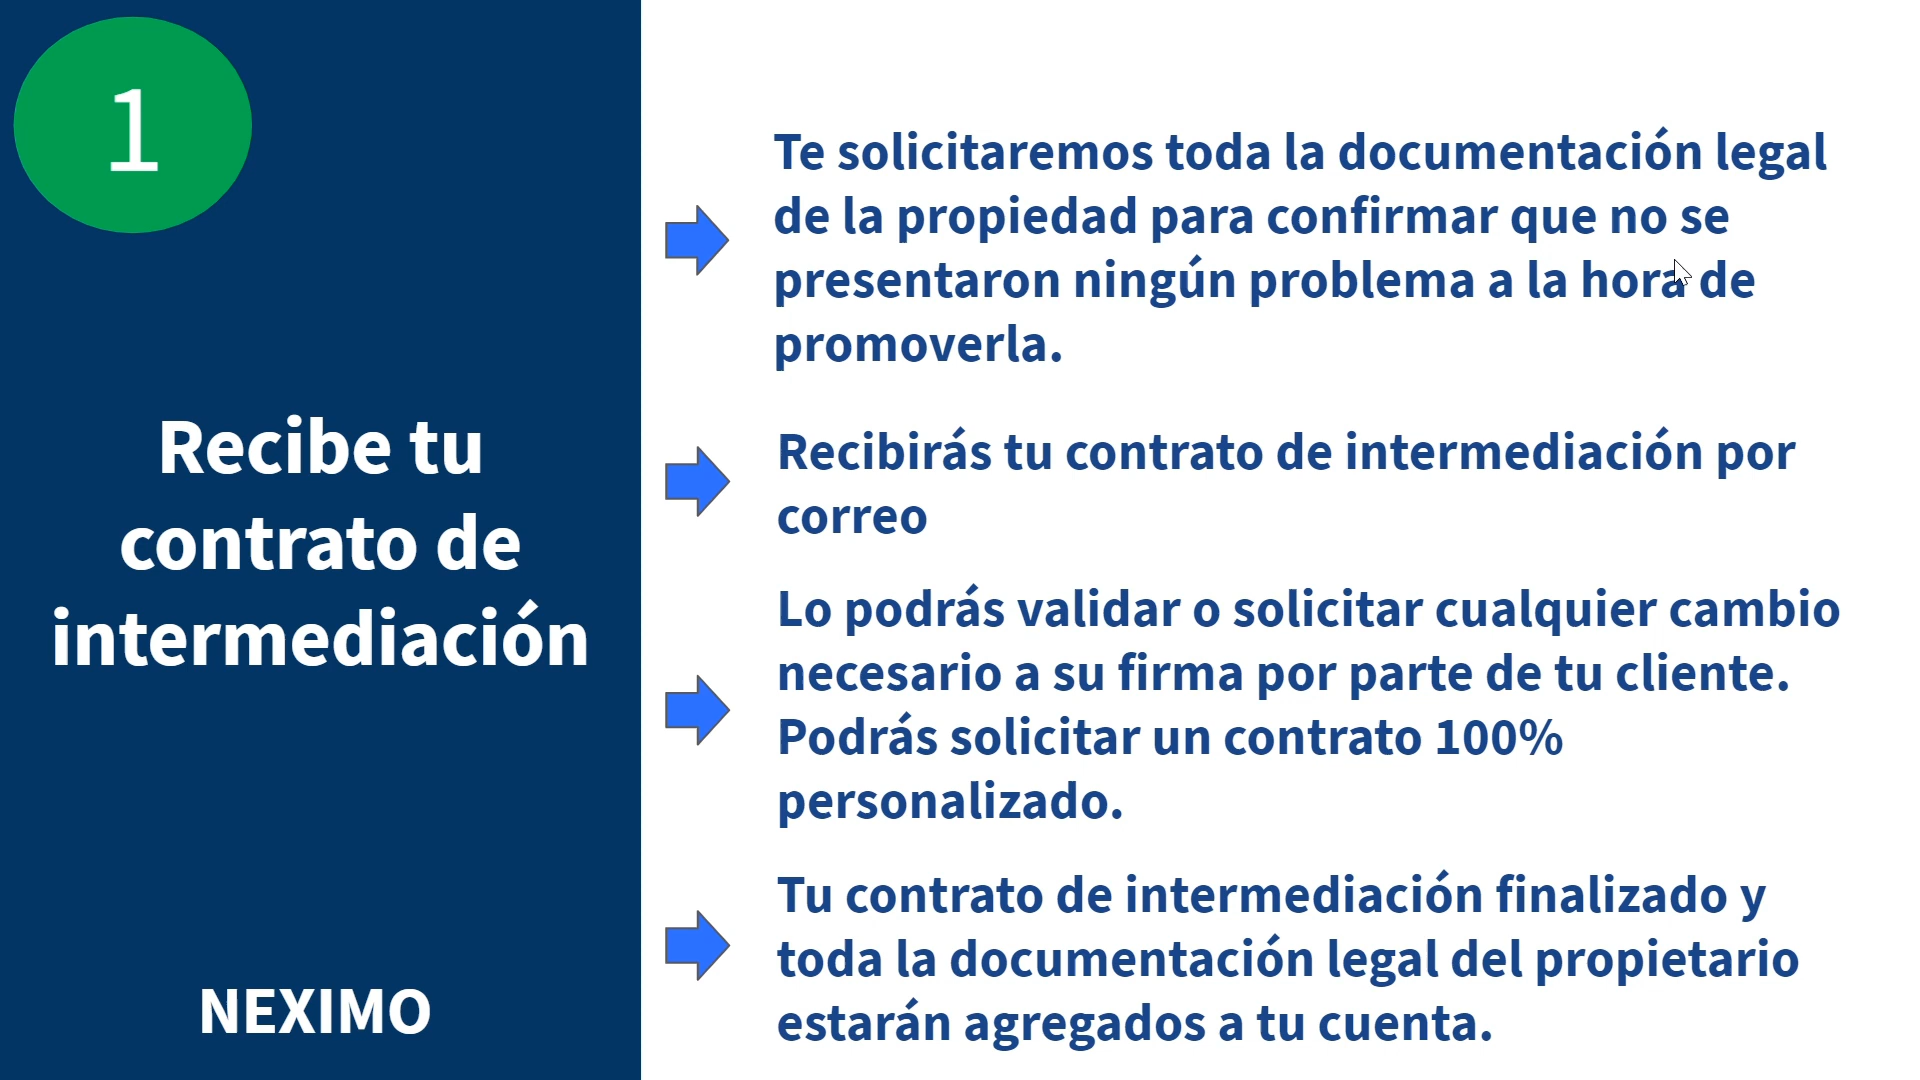 1
Recibe tu
contrato de
intermediación
NEXIMO
Te solicitaremos toda la documentación legal
de la propiedad para confirmar que no se
presentaron ningún problema a la hora de
promoverla.
Recibirás tu contrato de intermediación por
correo
Lo podrás validar o solicitar cualquier cambio
necesario a su firma por parte de tu cliente.
Podrás solicitar un contrato 100%
personalizado.
Tu contrato de intermediación finalizado y
toda la documentación legal del propietario
estarán agregados a tu cuenta.